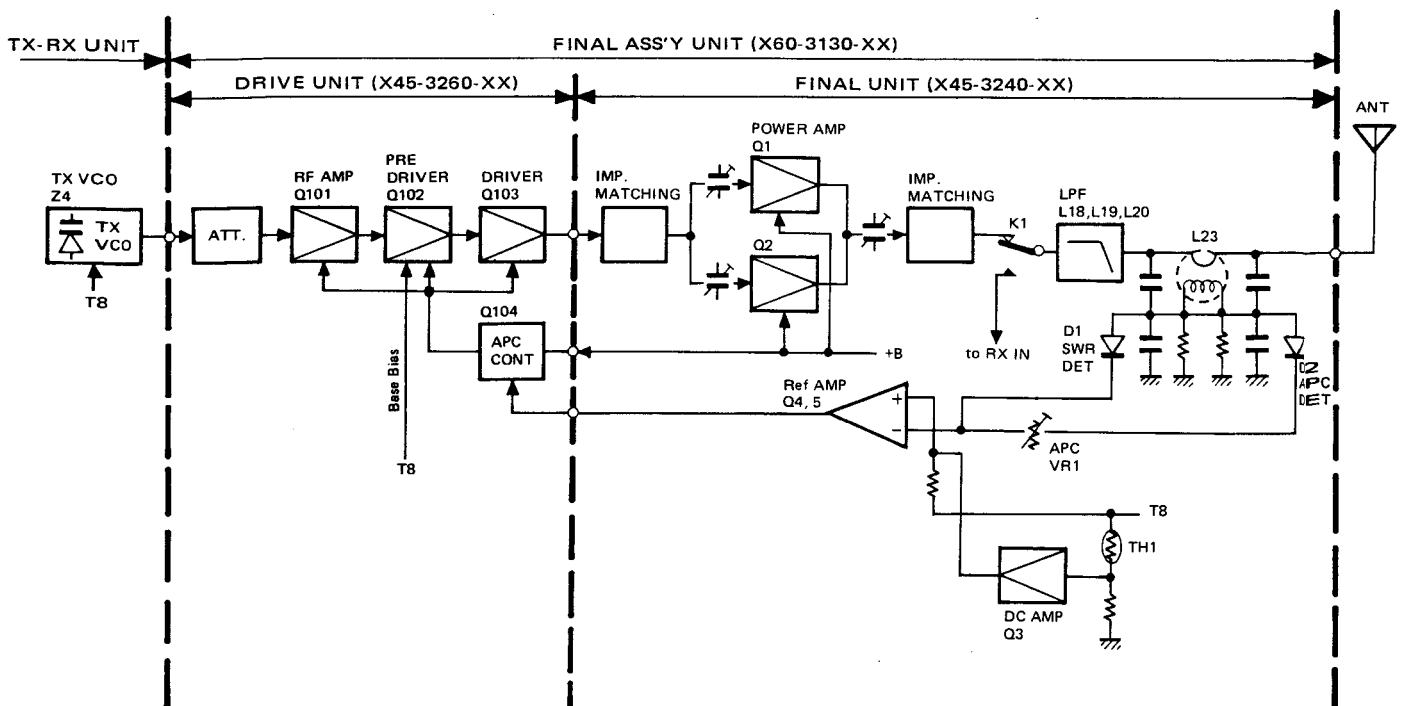 TX-RX UNIT
FINAL ASS'Y UNIT (X60-3130-XX)
DRIVE UNIT (X45-3260-XX)
FINAL UNIT (X45-3240-XX)
ANT
TX VCO
Z4
TX
VCO
T8
ATT.
RF AMP
Q101
PRE
DRIVER
Q102
DRIVER
Q103
IMP.
MATCHING
POWER AMP
Q1
Q2
IMP.
MATCHING
K1
LPF
L18,L19,L20
L23
Q104
APC
CONT
Base Bias
T8
+B
to RX IN
D1
SWR
DET
D2
APC
DET
Ref AMP
Q4, 5
+
−
APC
VR1
T8
TH1
DC AMP
Q3